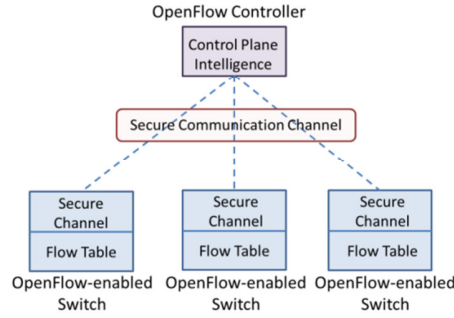 OpenFlow Controller
Control Plane
Intelligence
Secure Communication Channel
Secure
Channel
Flow Table
OpenFlow-enabled
Switch
Secure
Channel
Flow Table
OpenFlow-enabled
Switch
Secure
Channel
Flow Table
OpenFlow-enabled
Switch